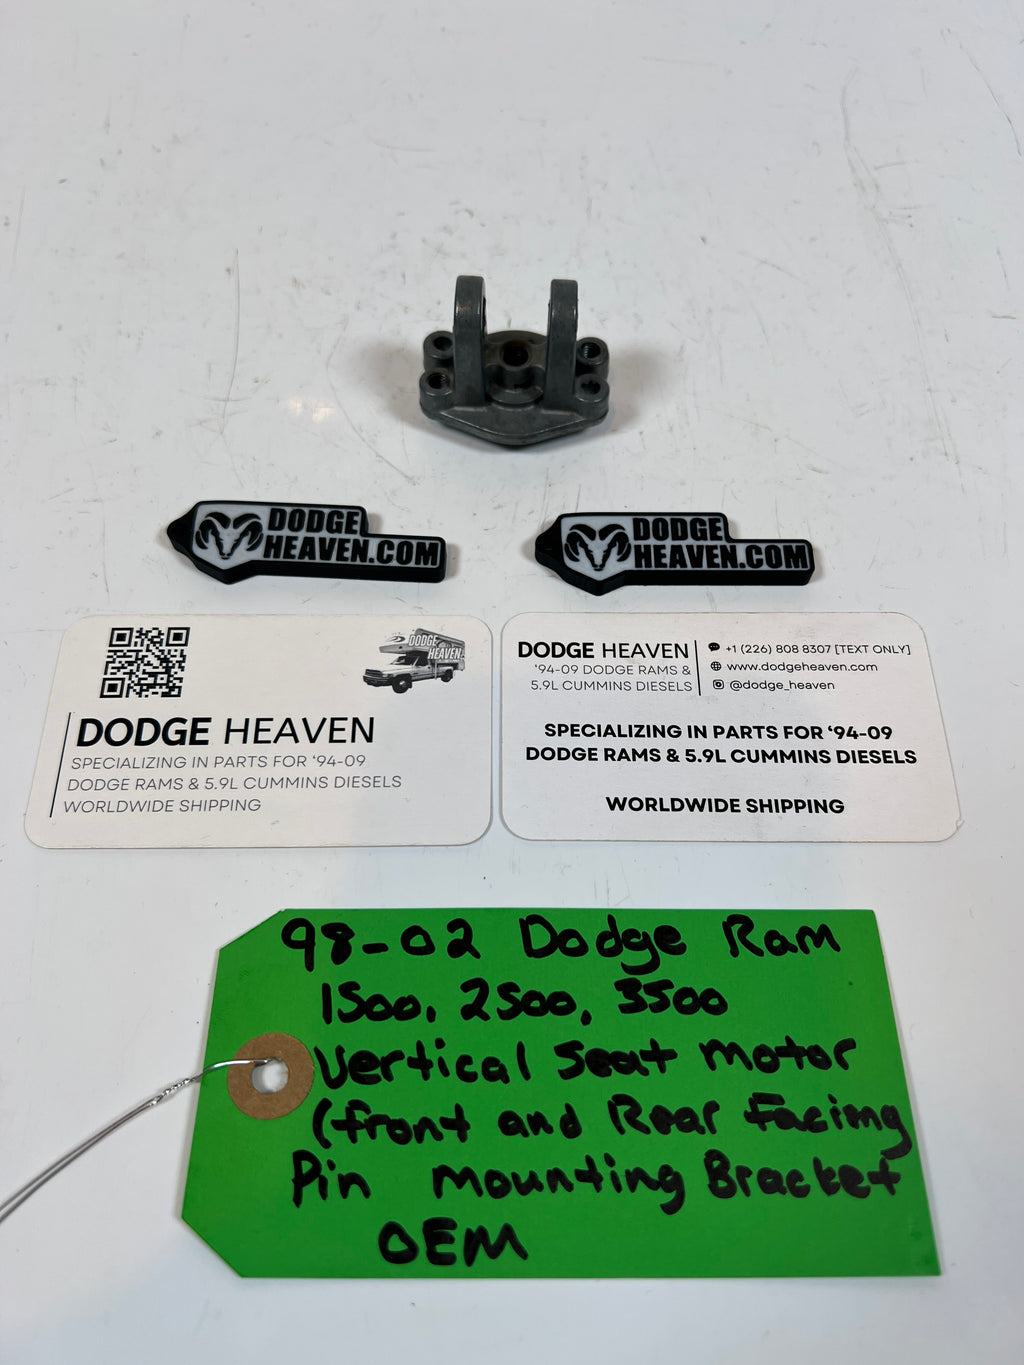 DODGE
HEAVEN.COM
DODGE
HEAVEN.COM
DODGE
HEAVEN
DODGE HEAVEN
SPECIALIZING IN PARTS FOR ‘94-09
DODGE RAMS & 5.9L CUMMINS DIESELS
WORLDWIDE SHIPPING
DODGE HEAVEN
‘94-09 DODGE RAMS &
5.9L CUMMINS DIESELS
+1 (226) 808 8307 [TEXT ONLY]
www.dodgeheaven.com
@dodge_heaven
SPECIALIZING IN PARTS FOR ‘94-09
DODGE RAMS & 5.9L CUMMINS DIESELS
WORLDWIDE SHIPPING
98-02 Dodge Ram
1500, 2500, 3500
Vertical Seat Motor
(front and Rear Facing
Pin Mounting Bracket
OEM